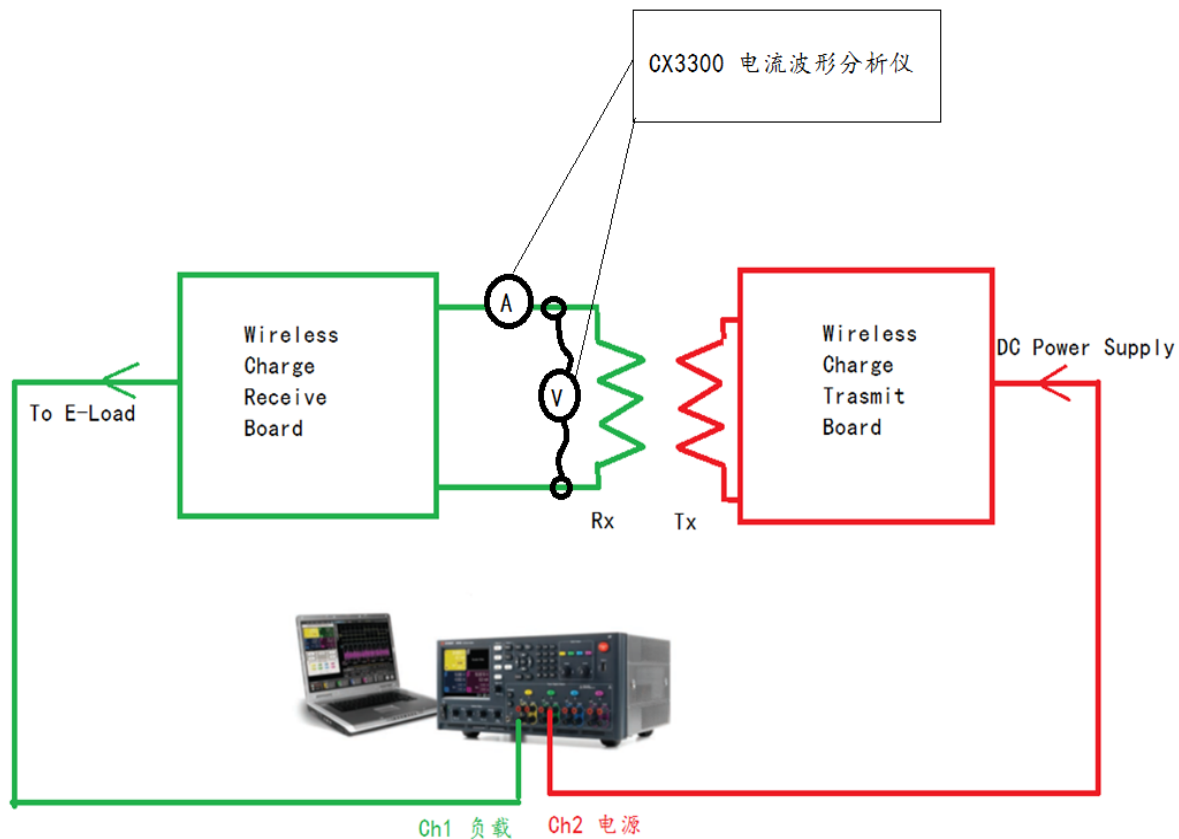 CX3300 电流波形分析仪
A
V
Wireless
Charge
Receive
Board
Wireless
Charge
Trasmit
Board
DC Power Supply
To E-Load
Rx
Tx
Ch1 负载
Ch2 电源